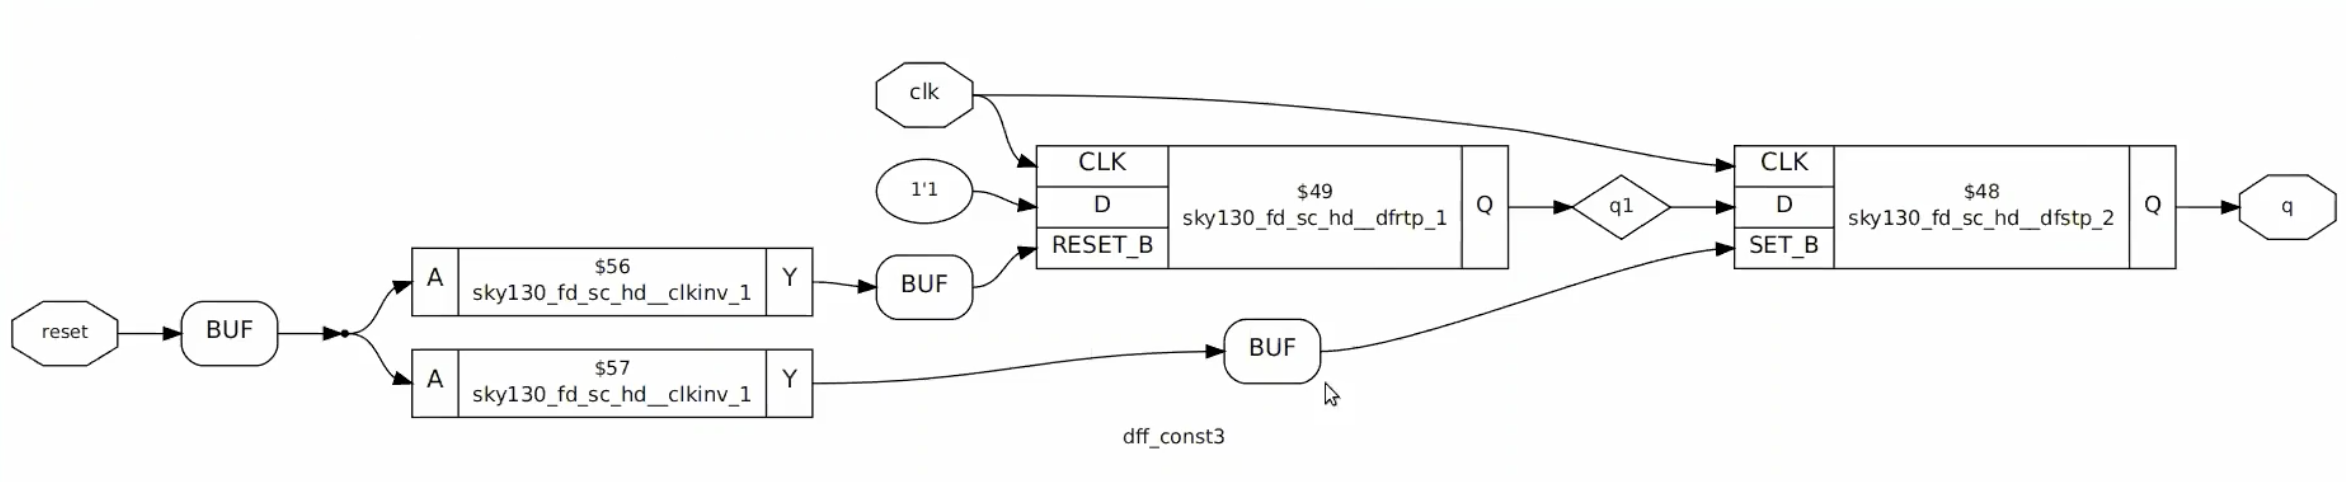 clk
CLK
D
RESET_B
$49
sky130_fd_sc_hd__dfrtp_1
Q
1'1
q1
CLK
D
SET_B
$48
sky130_fd_sc_hd__dfstp_2
Q
q
reset
BUF
A
$56
sky130_fd_sc_hd__clkinv_1
Y
BUF
A
$57
sky130_fd_sc_hd__clkinv_1
Y
BUF
dff_const3